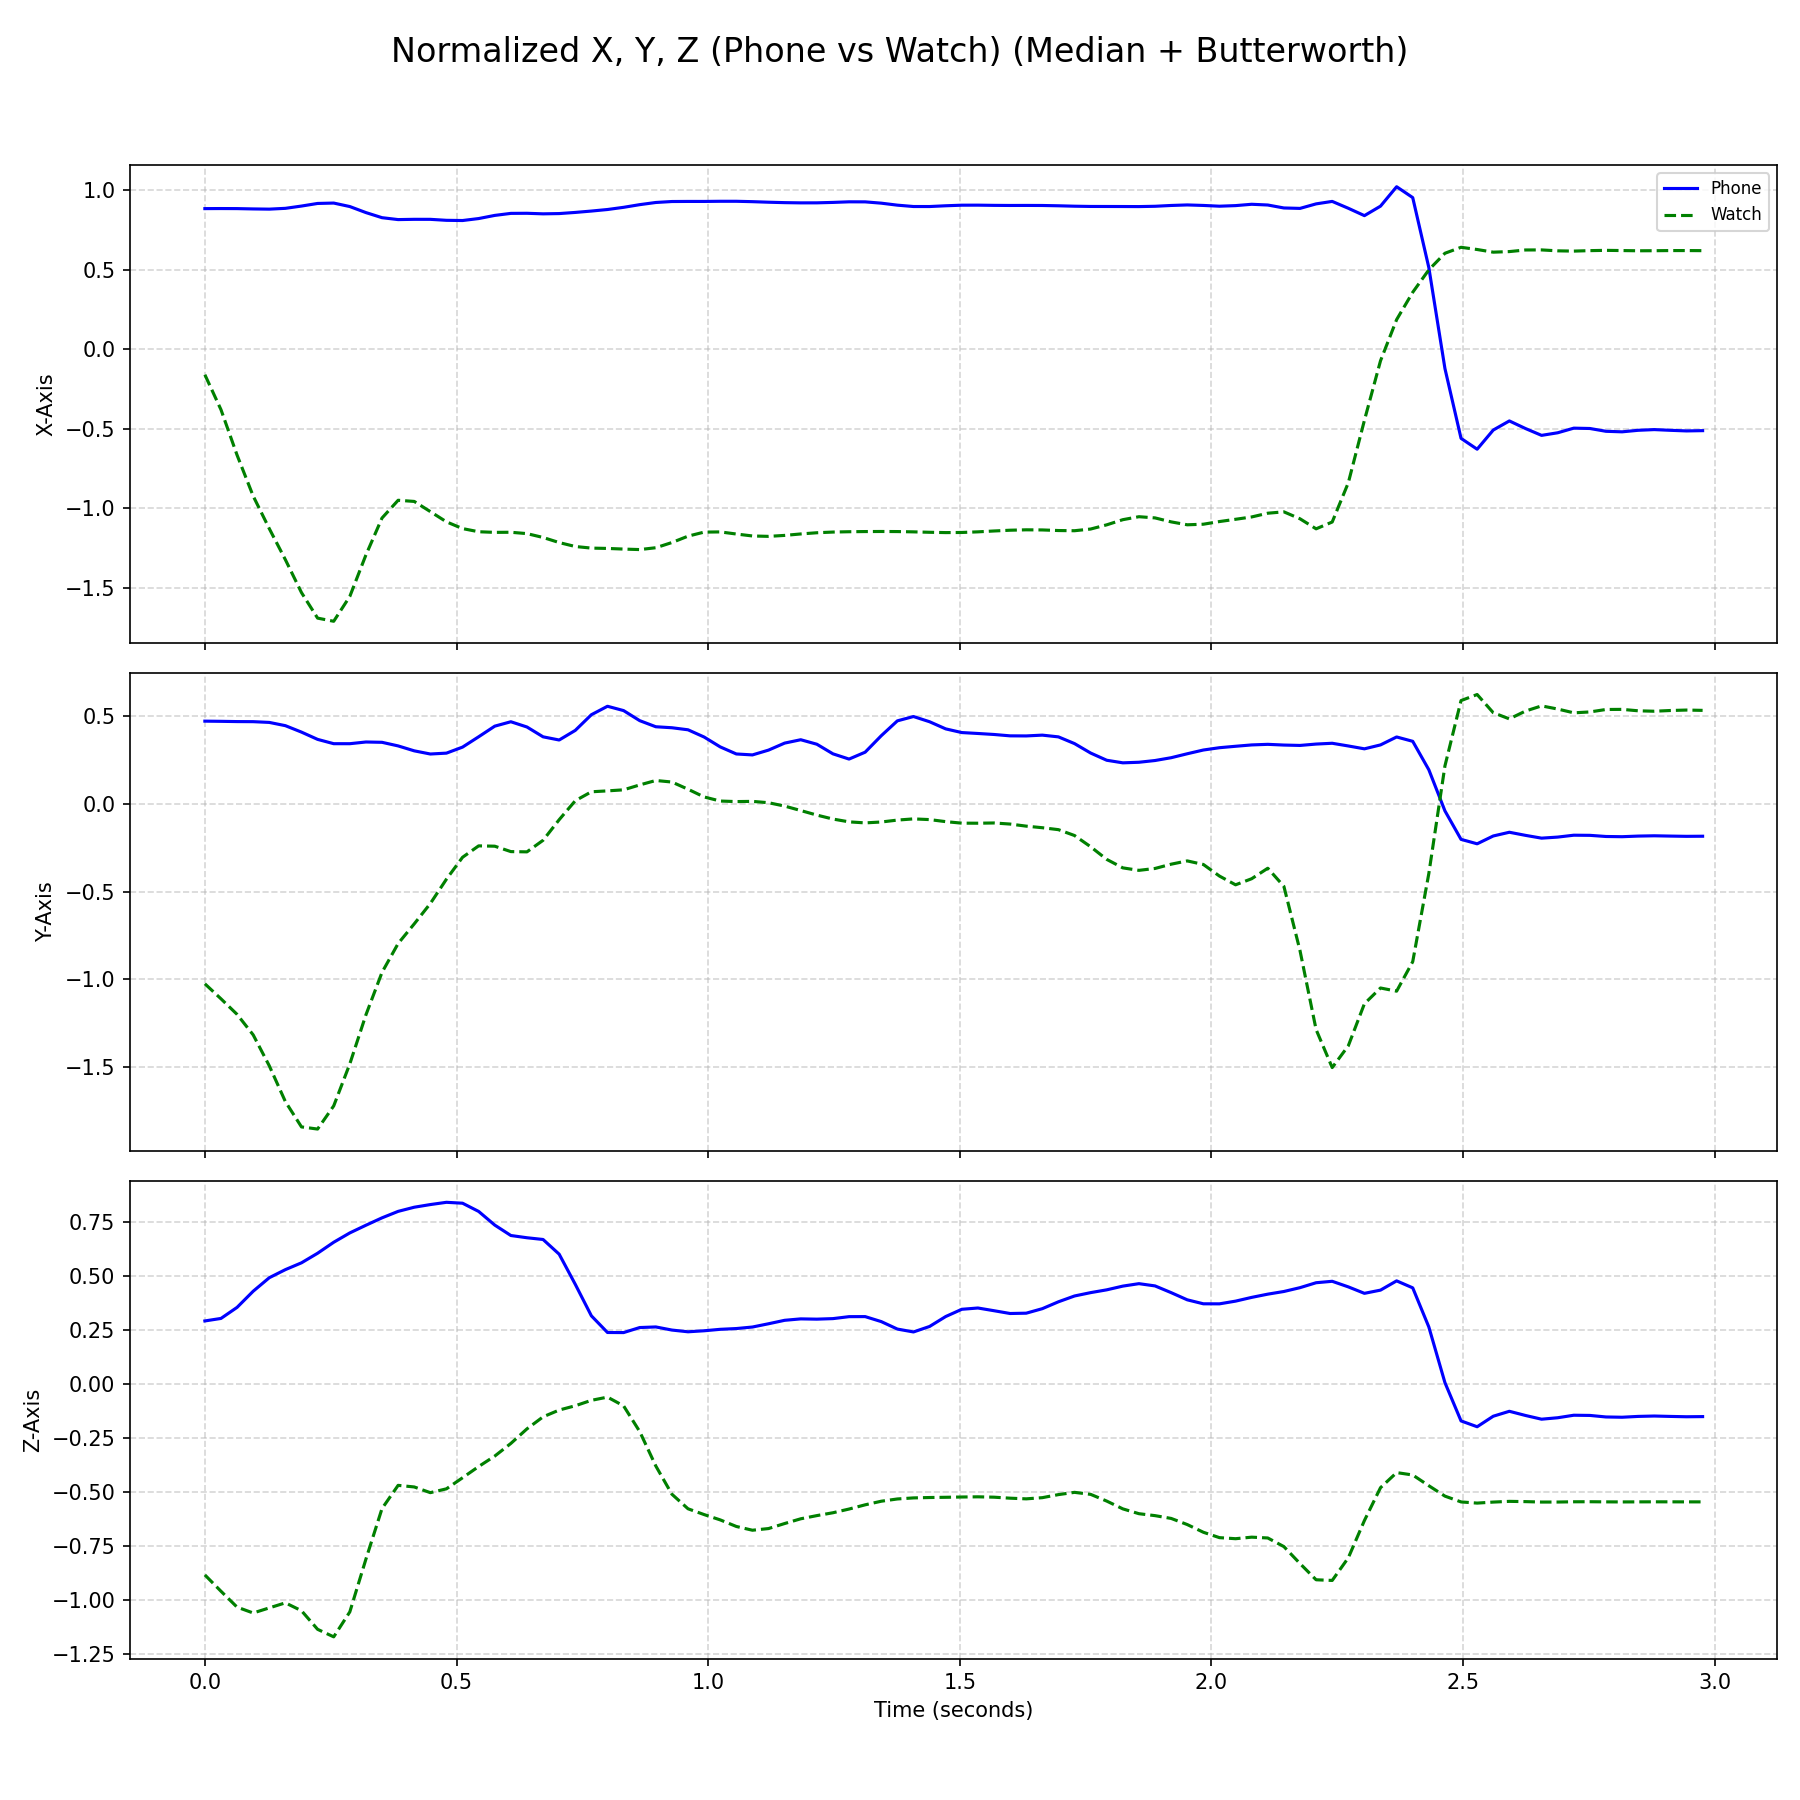 Normalized X, Y, Z (Phone vs Watch) (Median + Butterworth)
Phone
Watch
X-Axis
1.0
0.5
0.0
−0.5
−1.0
−1.5
Y-Axis
0.5
0.0
−0.5
−1.0
−1.5
Z-Axis
0.75
0.50
0.25
0.00
−0.25
−0.50
−0.75
−1.00
−1.25
0.0 0.5 1.0 1.5 2.0 2.5 3.0
Time (seconds)